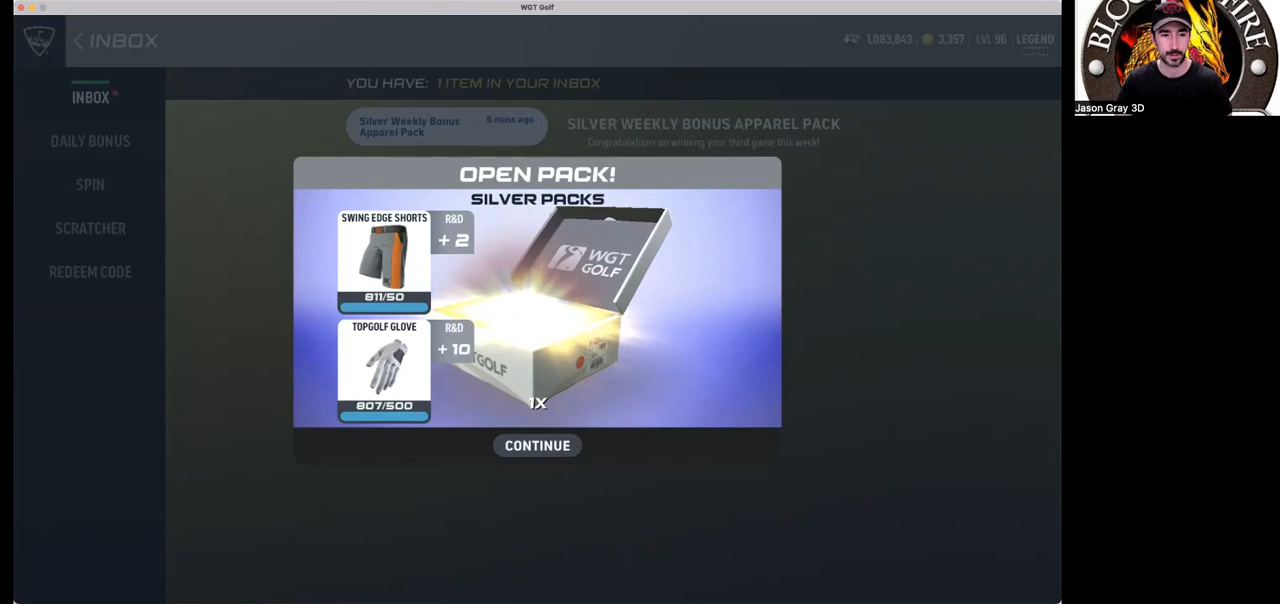 WGT Golf
INBOX
1,083,843 3,357 LVL 96 LEGEND
YOU HAVE: 1 ITEM IN YOUR INBOX
INBOX
DAILY BONUS
SPIN
SCRATCHER
REDEEM CODE
Silver Weekly Bonus Apparel Pack
6 mins ago
SILVER WEEKLY BONUS APPAREL PACK
Congratulations on winning your third game this week!
OPEN PACK!
SILVER PACKS
SWING EDGE SHORTS
R&D
+ 2
811/50
TOPGOLF GLOVE
R&D
+ 10
807/500
WGT
GOLF
GOLF
1X
CONTINUE
Jason Gray 3D